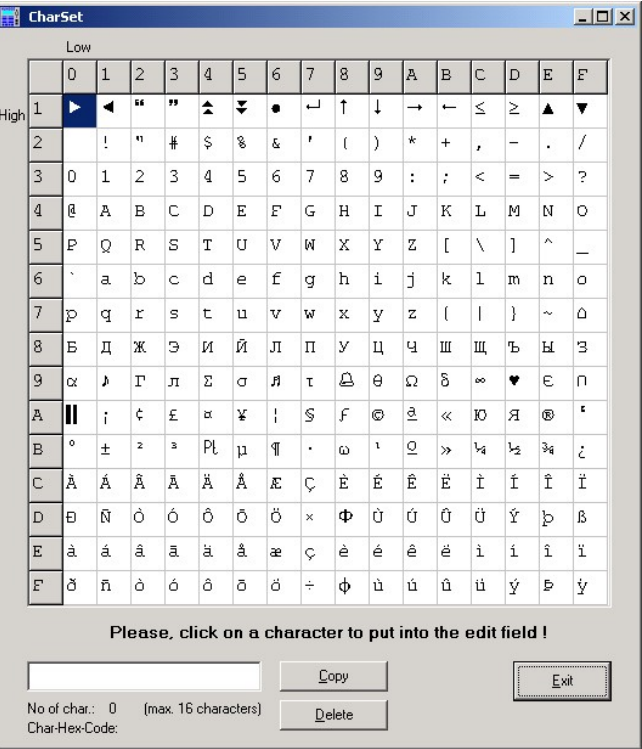 CharSet
Low
0 1 2 3 4 5 6 7 8 9 A B C D E F
High
1 ► ◄ “ ” ⯭ ⯯ ● ↵ ↑ ↓ → ← ≤ ≥ ▲ ▼
2 ! " # $ % & ' ( ) * + , - . /
3 0 1 2 3 4 5 6 7 8 9 : ; < = > ?
4 @ A B C D E F G H I J K L M N O
5 P Q R S T U V W X Y Z [ \ ] ^ _
6 ` a b c d e f g h i j k l m n o
7 p q r s t u v w x y z { | } ~ ⌂
8 Б Д Ж Э И Й Л П У Ц Ч Ш Щ Ъ Ы З
9 α ♪ Γ л Σ σ ♬ τ θ Ω δ ∞ ♥ ε ∩
A ¡ ¢ £ ¤ ¥ ¦ § ƒ © ª « Ю Я ® ‘
B ° ± ² ³ ₧ µ ¶ · ω ¹ º » ¼ ½ ¾ ¿
C À Á Â Ã Ä Å Æ Ç È É Ê Ë Ì Í Î Ï
D Ð Ñ Ò Ó Ô Õ Ö × Ф Ù Ú Û Ü Ý þ ß
E à á â ã ä å æ ç è é ê ë ì í î ï
F ð ñ ò ó ô õ ö ÷ ф ù ú û ü ý Þ ÿ
Please, click on a character to put into the edit field !
Copy
Exit
No of char.: 0 (max. 16 characters)
Delete
Char-Hex-Code: